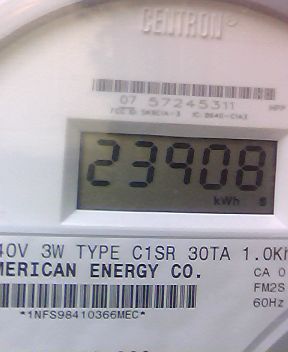 CENTRON
07 57245311
23908
kWh
40V 3W TYPE C1SR 30TA 1.0Kh
MERICAN ENERGY CO.
CA 0
FM2S
60Hz
*1NFS98410366MEC*